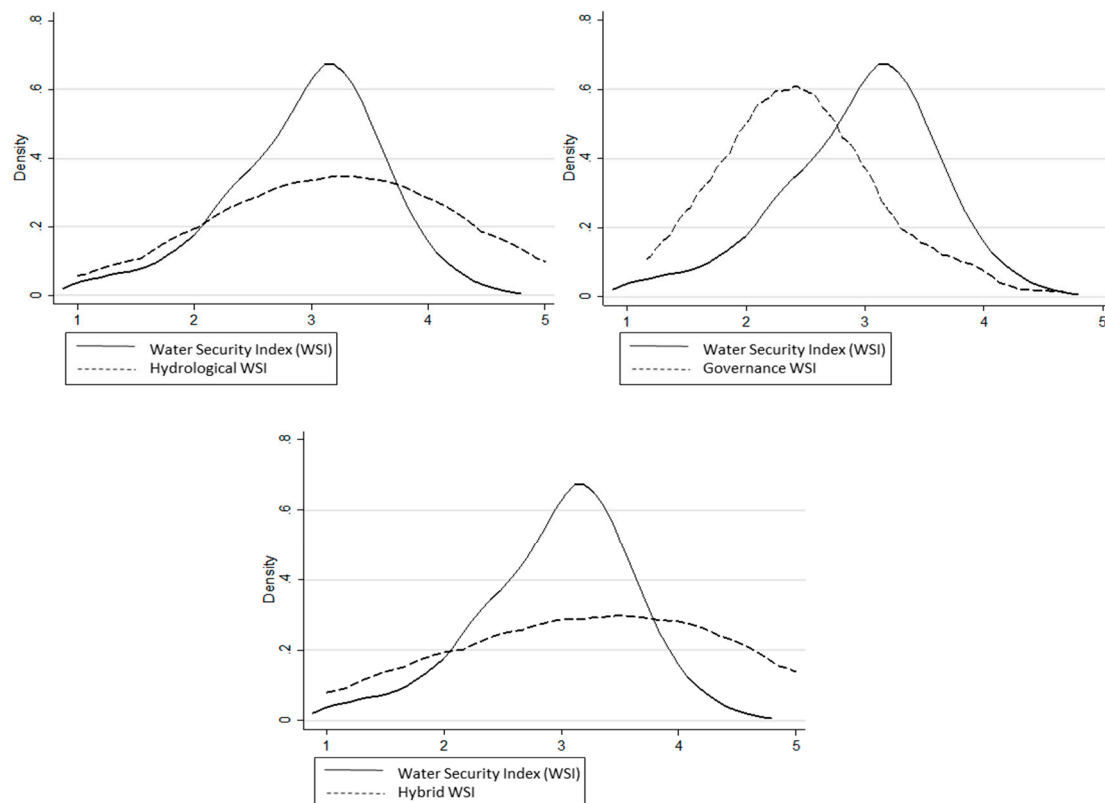 .8
.6
Density
.4
.2
0
1 2 3 4 5
Water Security Index (WSI)
Hydrological WSI
.8
.6
Density
.4
.2
0
1 2 3 4 5
Water Security Index (WSI)
Governance WSI
.8
.6
Density
.4
.2
0
1 2 3 4 5
Water Security Index (WSI)
Hybrid WSI